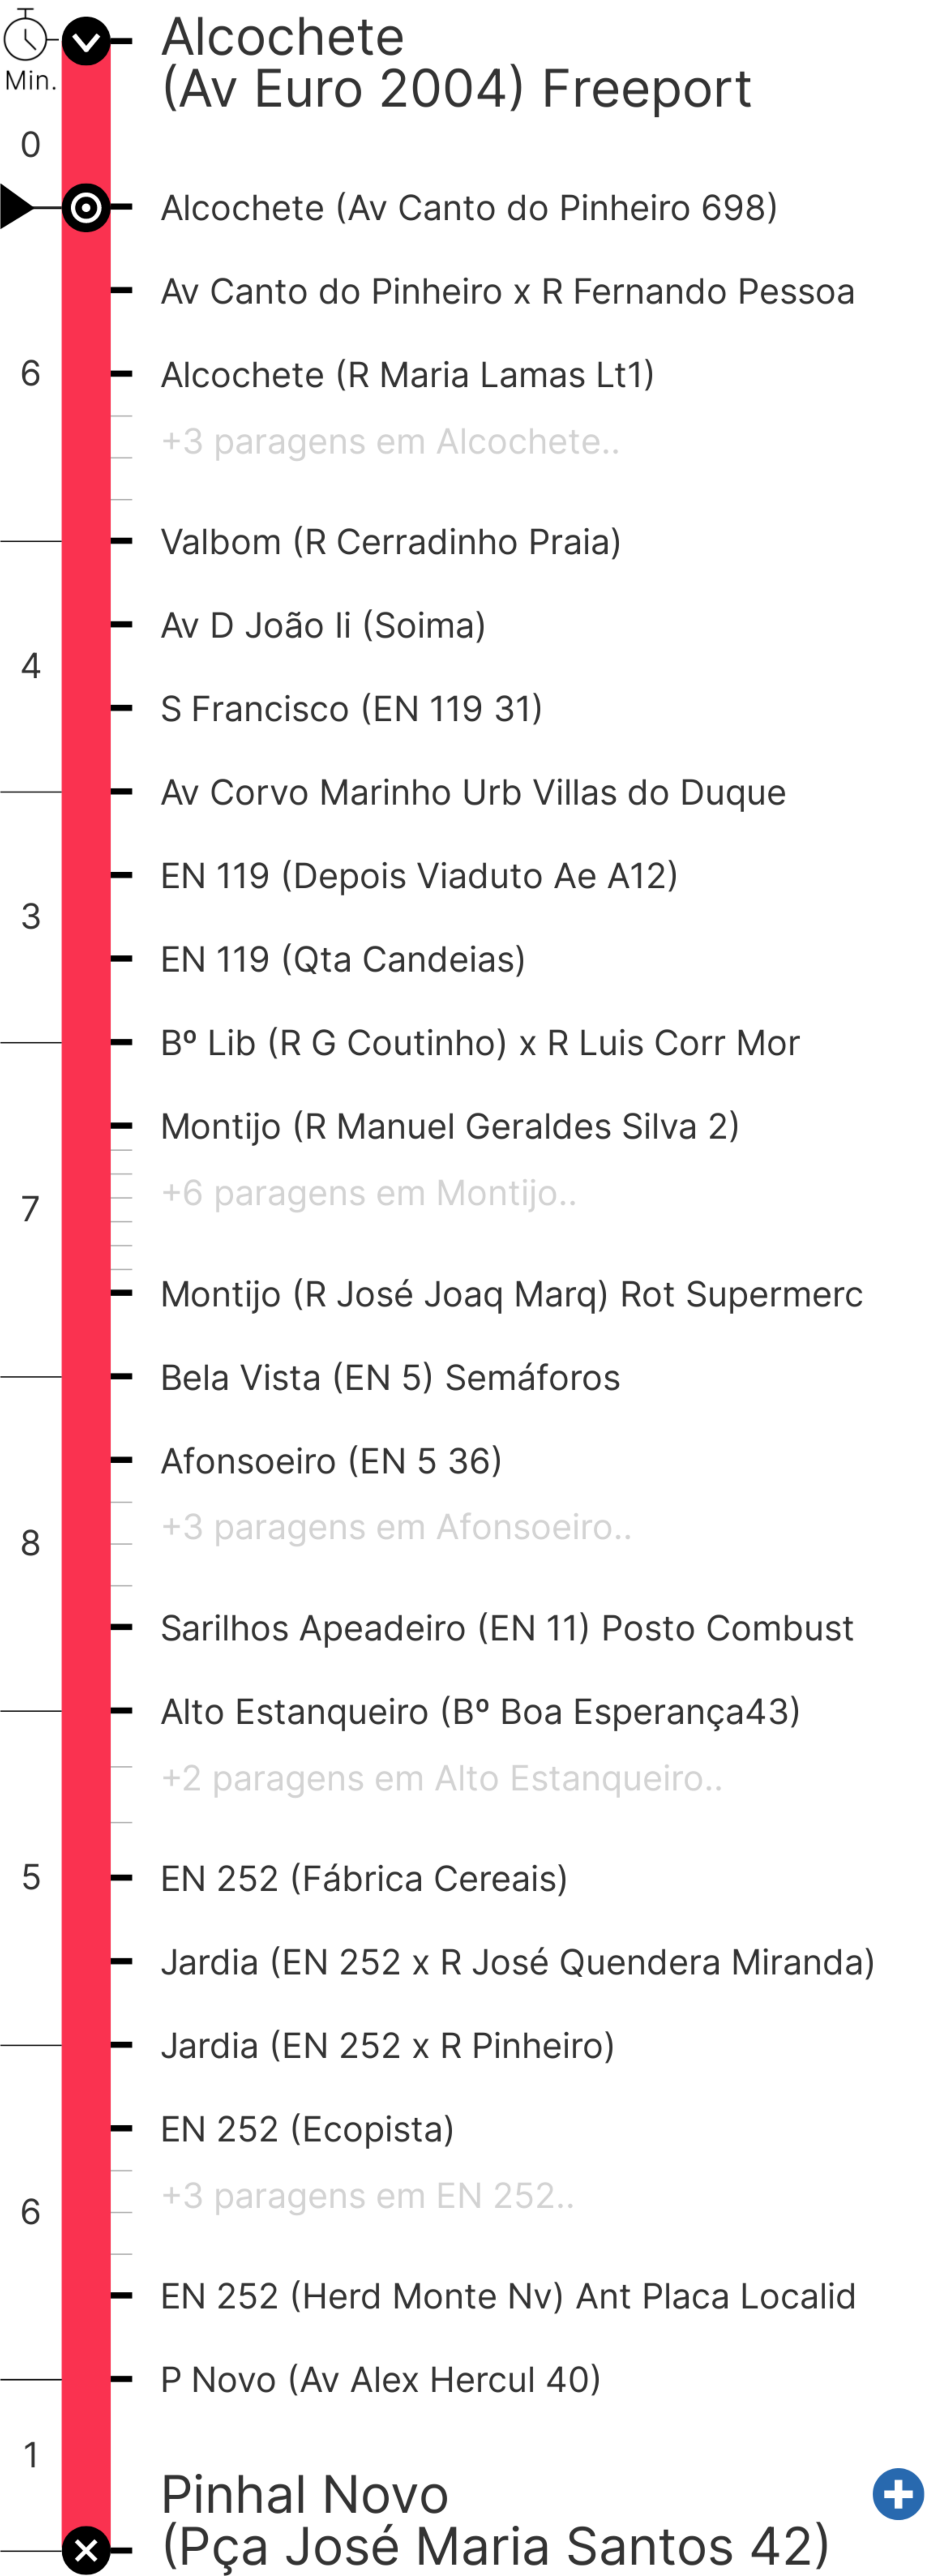 Alcochete
(Av Euro 2004) Freeport
Min.
0
Alcochete (Av Canto do Pinheiro 698)
Av Canto do Pinheiro x R Fernando Pessoa
6
Alcochete (R Maria Lamas Lt1)
+3 paragens em Alcochete..
Valbom (R Cerradinho Praia)
Av D João Ii (Soima)
4
S Francisco (EN 119 31)
Av Corvo Marinho Urb Villas do Duque
EN 119 (Depois Viaduto Ae A12)
3
EN 119 (Qta Candeias)
Bº Lib (R G Coutinho) x R Luis Corr Mor
Montijo (R Manuel Geraldes Silva 2)
+6 paragens em Montijo..
7
Montijo (R José Joaq Marq) Rot Supermerc
Bela Vista (EN 5) Semáforos
Afonsoeiro (EN 5 36)
+3 paragens em Afonsoeiro..
8
Sarilhos Apeadeiro (EN 11) Posto Combust
Alto Estanqueiro (Bº Boa Esperança43)
+2 paragens em Alto Estanqueiro..
5
EN 252 (Fábrica Cereais)
Jardia (EN 252 x R José Quendera Miranda)
Jardia (EN 252 x R Pinheiro)
EN 252 (Ecopista)
+3 paragens em EN 252..
6
EN 252 (Herd Monte Nv) Ant Placa Localid
P Novo (Av Alex Hercul 40)
1
Pinhal Novo
(Pça José Maria Santos 42)